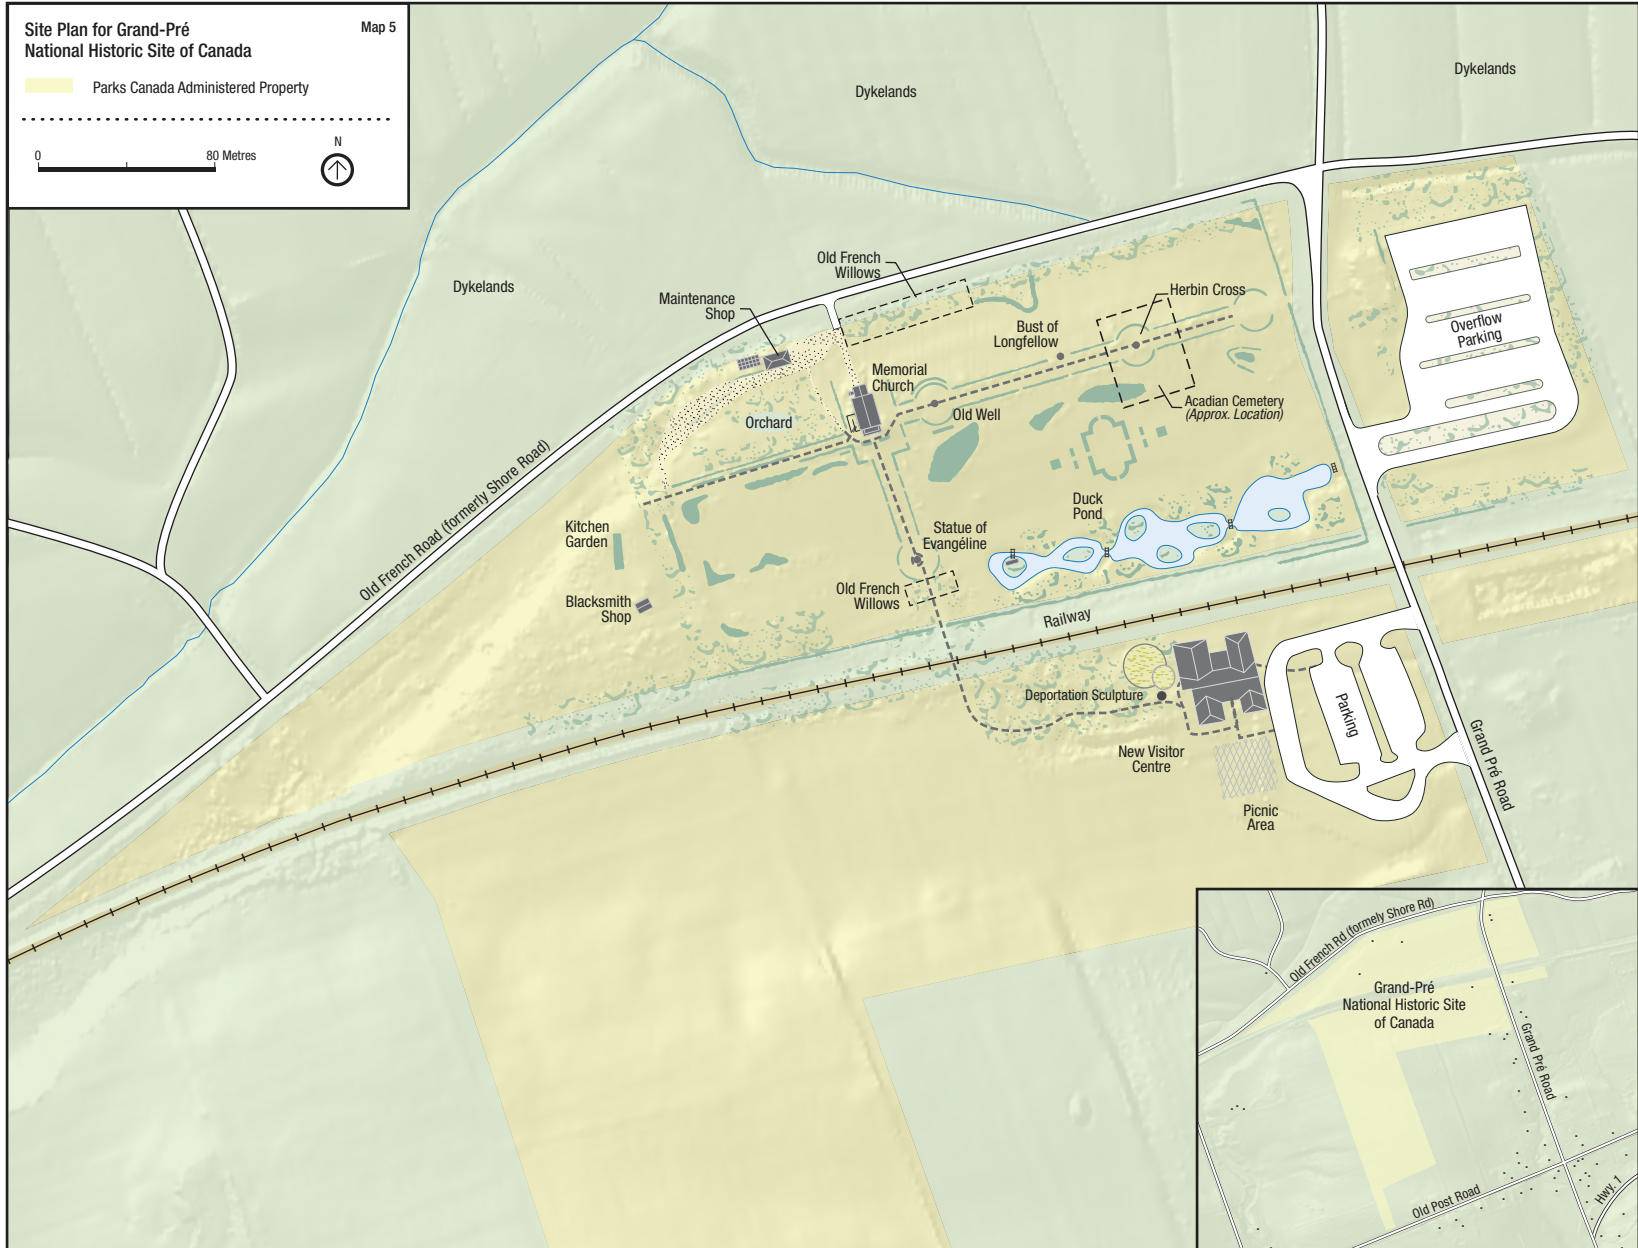 Site Plan for Grand-Pré
National Historic Site of Canada
Map 5
Parks Canada Administered Property
0
80 Metres
N
Dykelands
Dykelands
Dykelands
Old French
Willows
Maintenance
Shop
Herbin Cross
Bust of
Longfellow
Overflow
Parking
Memorial
Church
Acadian Cemetery
(Approx. Location)
Old Well
Orchard
Old French Road (formerly Shore Road)
Kitchen
Garden
Duck
Pond
Statue of
Evangéline
Blacksmith
Shop
Old French
Willows
Railway
Deportation Sculpture
Parking
New Visitor
Centre
Grand Pré Road
Picnic
Area
Old French Rd (formely Shore Rd)
Grand-Pré
National Historic Site
of Canada
Grand Pré Road
Old Post Road
Hwy. 1